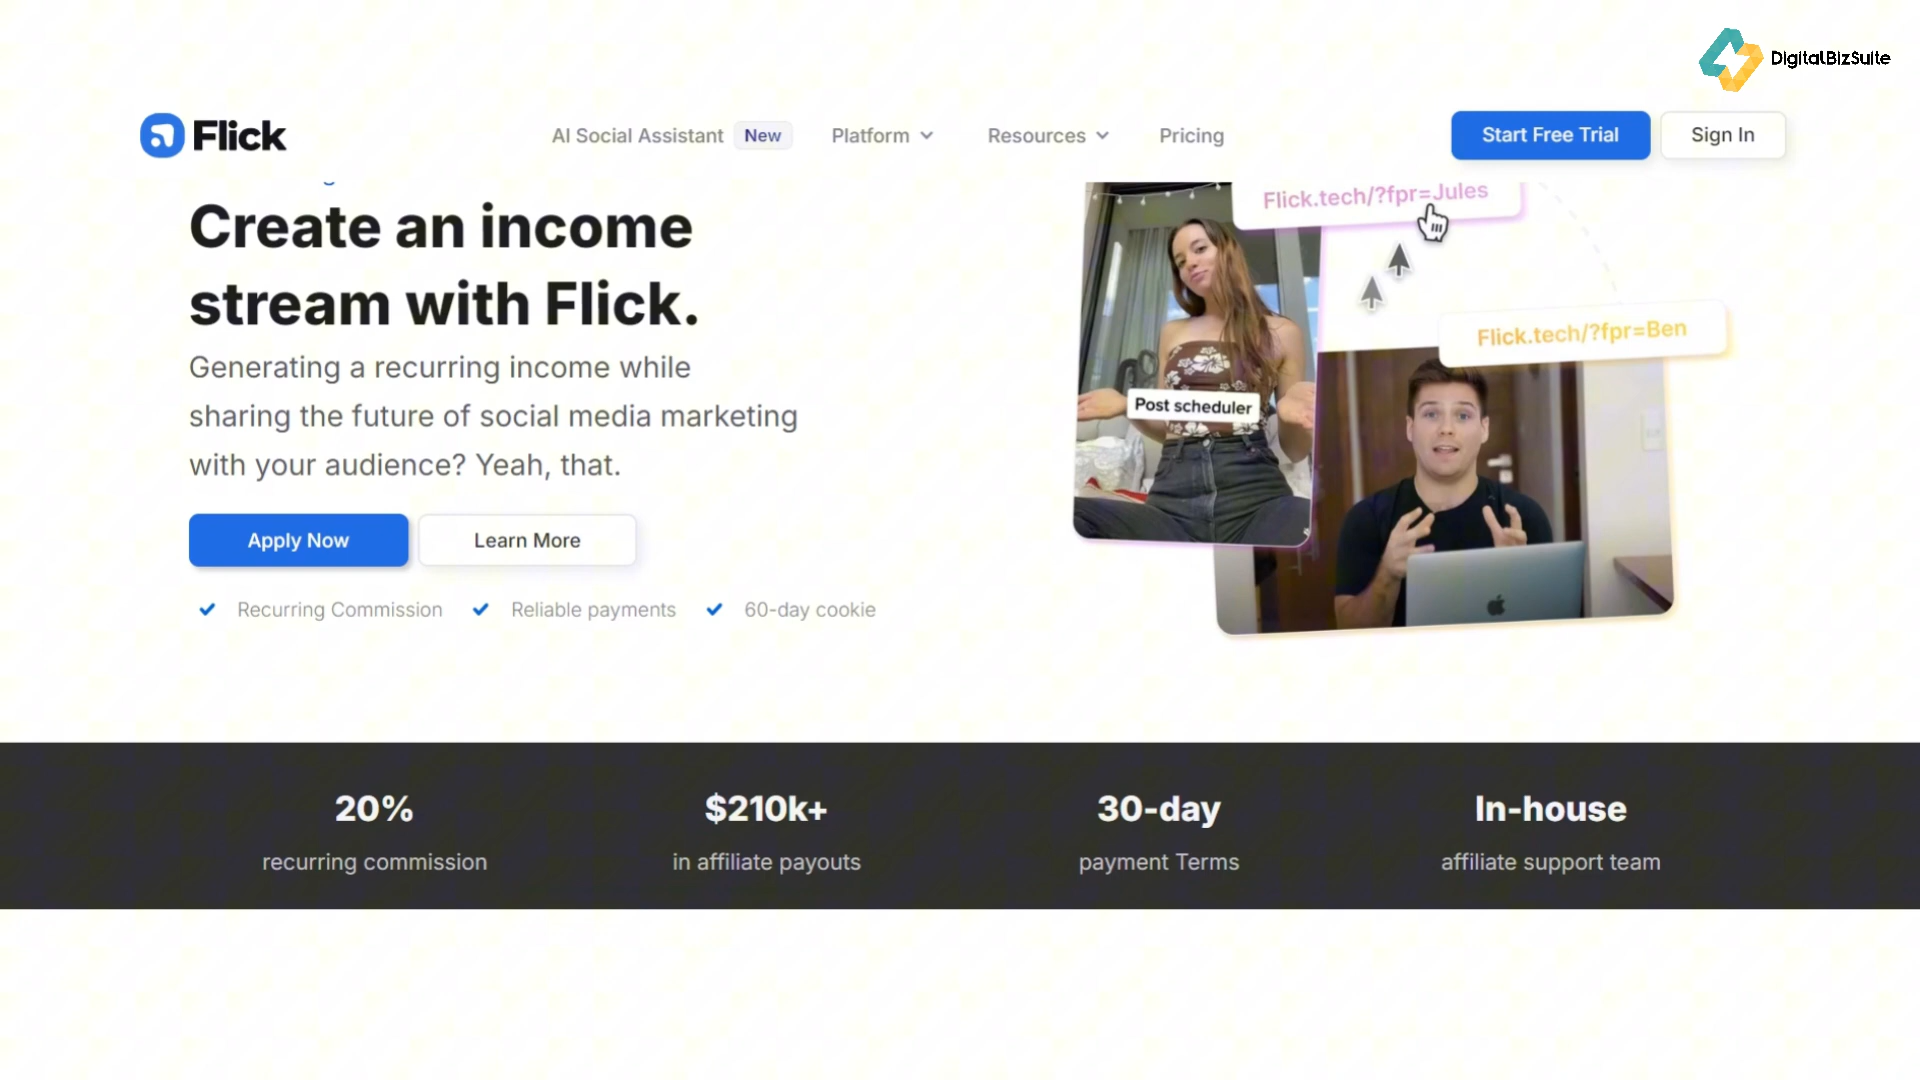 DigitalBizSuite
Flick
AI Social Assistant New Platform Resources Pricing
Start Free Trial Sign In
Create an income
stream with Flick.
Generating a recurring income while
sharing the future of social media marketing
with your audience? Yeah, that.
Apply Now Learn More
Recurring Commission Reliable payments 60-day cookie
Flick.tech/?fpr=Jules
Flick.tech/?fpr=Ben
Post scheduler
20%
recurring commission
$210k+
in affiliate payouts
30-day
payment Terms
In-house
affiliate support team